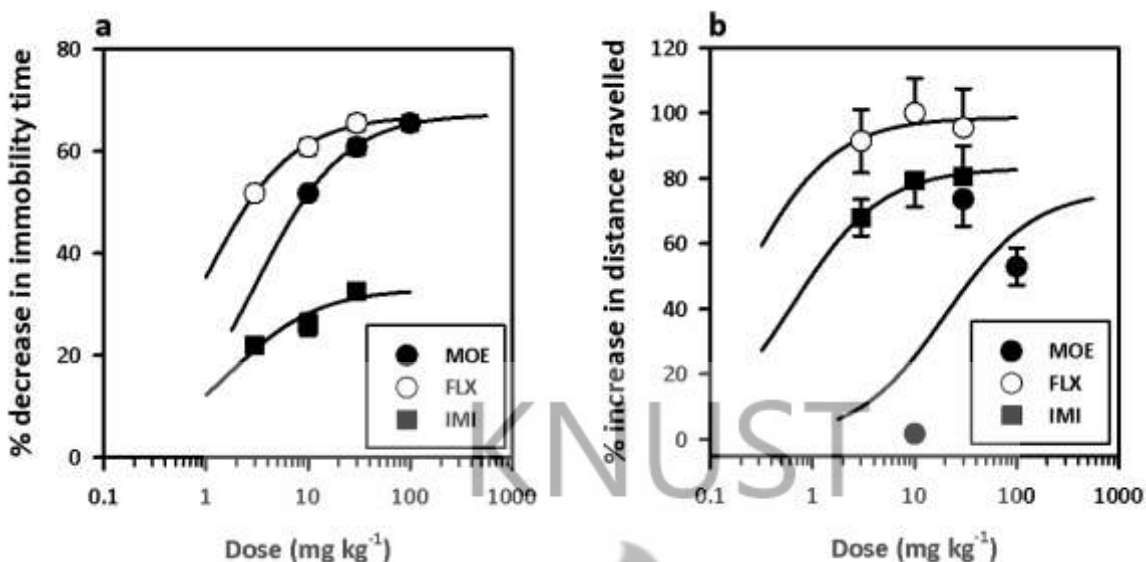 a
% decrease in immobility time
80
60
40
20
0
0.1 1 10 100 1000
Dose (mg kg-1)
MOE
FLX
IMI
b
% increase in distance travelled
120
100
80
60
40
20
0
0.1 1 10 100 1000
Dose (mg kg-1)
MOE
FLX
IMI
KNUST